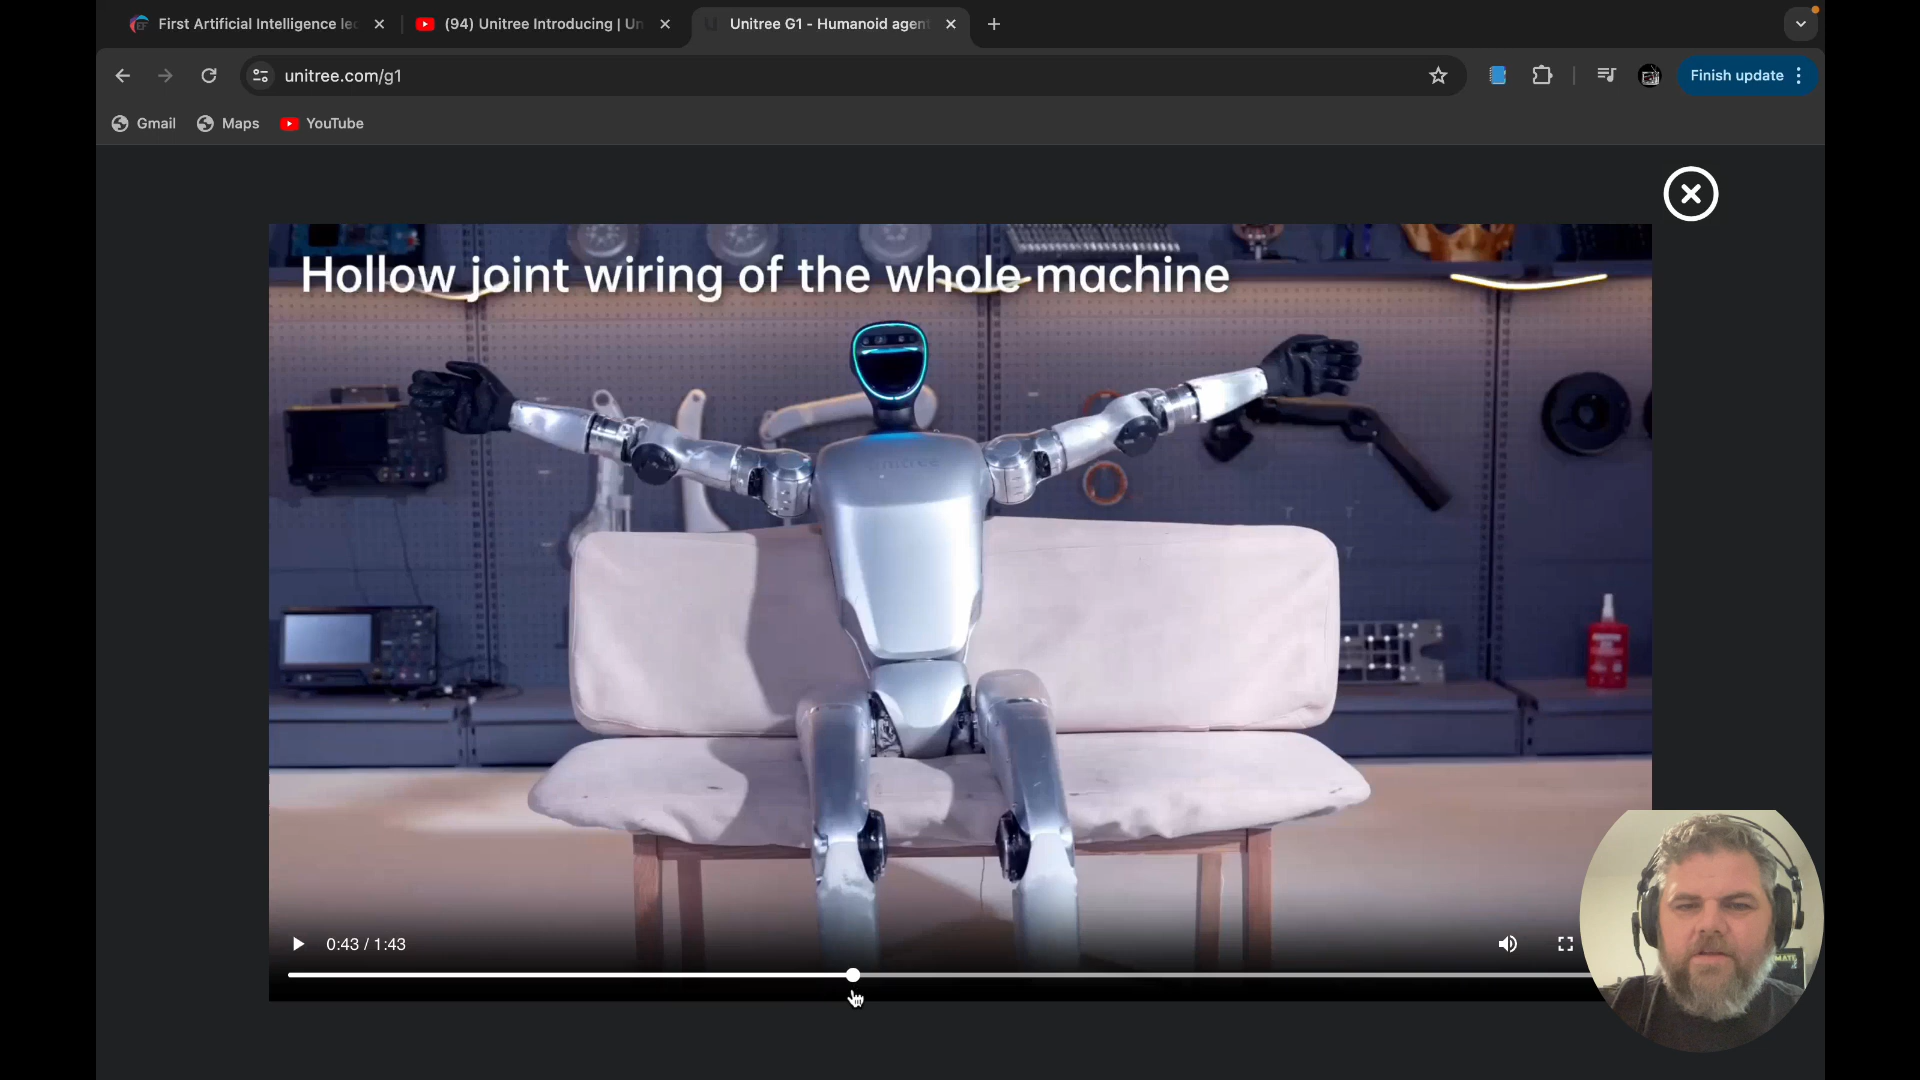 First Artificial Intelligence le
(94) Unitree Introducing | Un
Unitree G1 - Humanoid agent
unitree.com/g1
Finish update
Gmail
Maps
YouTube
Hollow joint wiring of the whole machine
Unitree
0:43 / 1:43